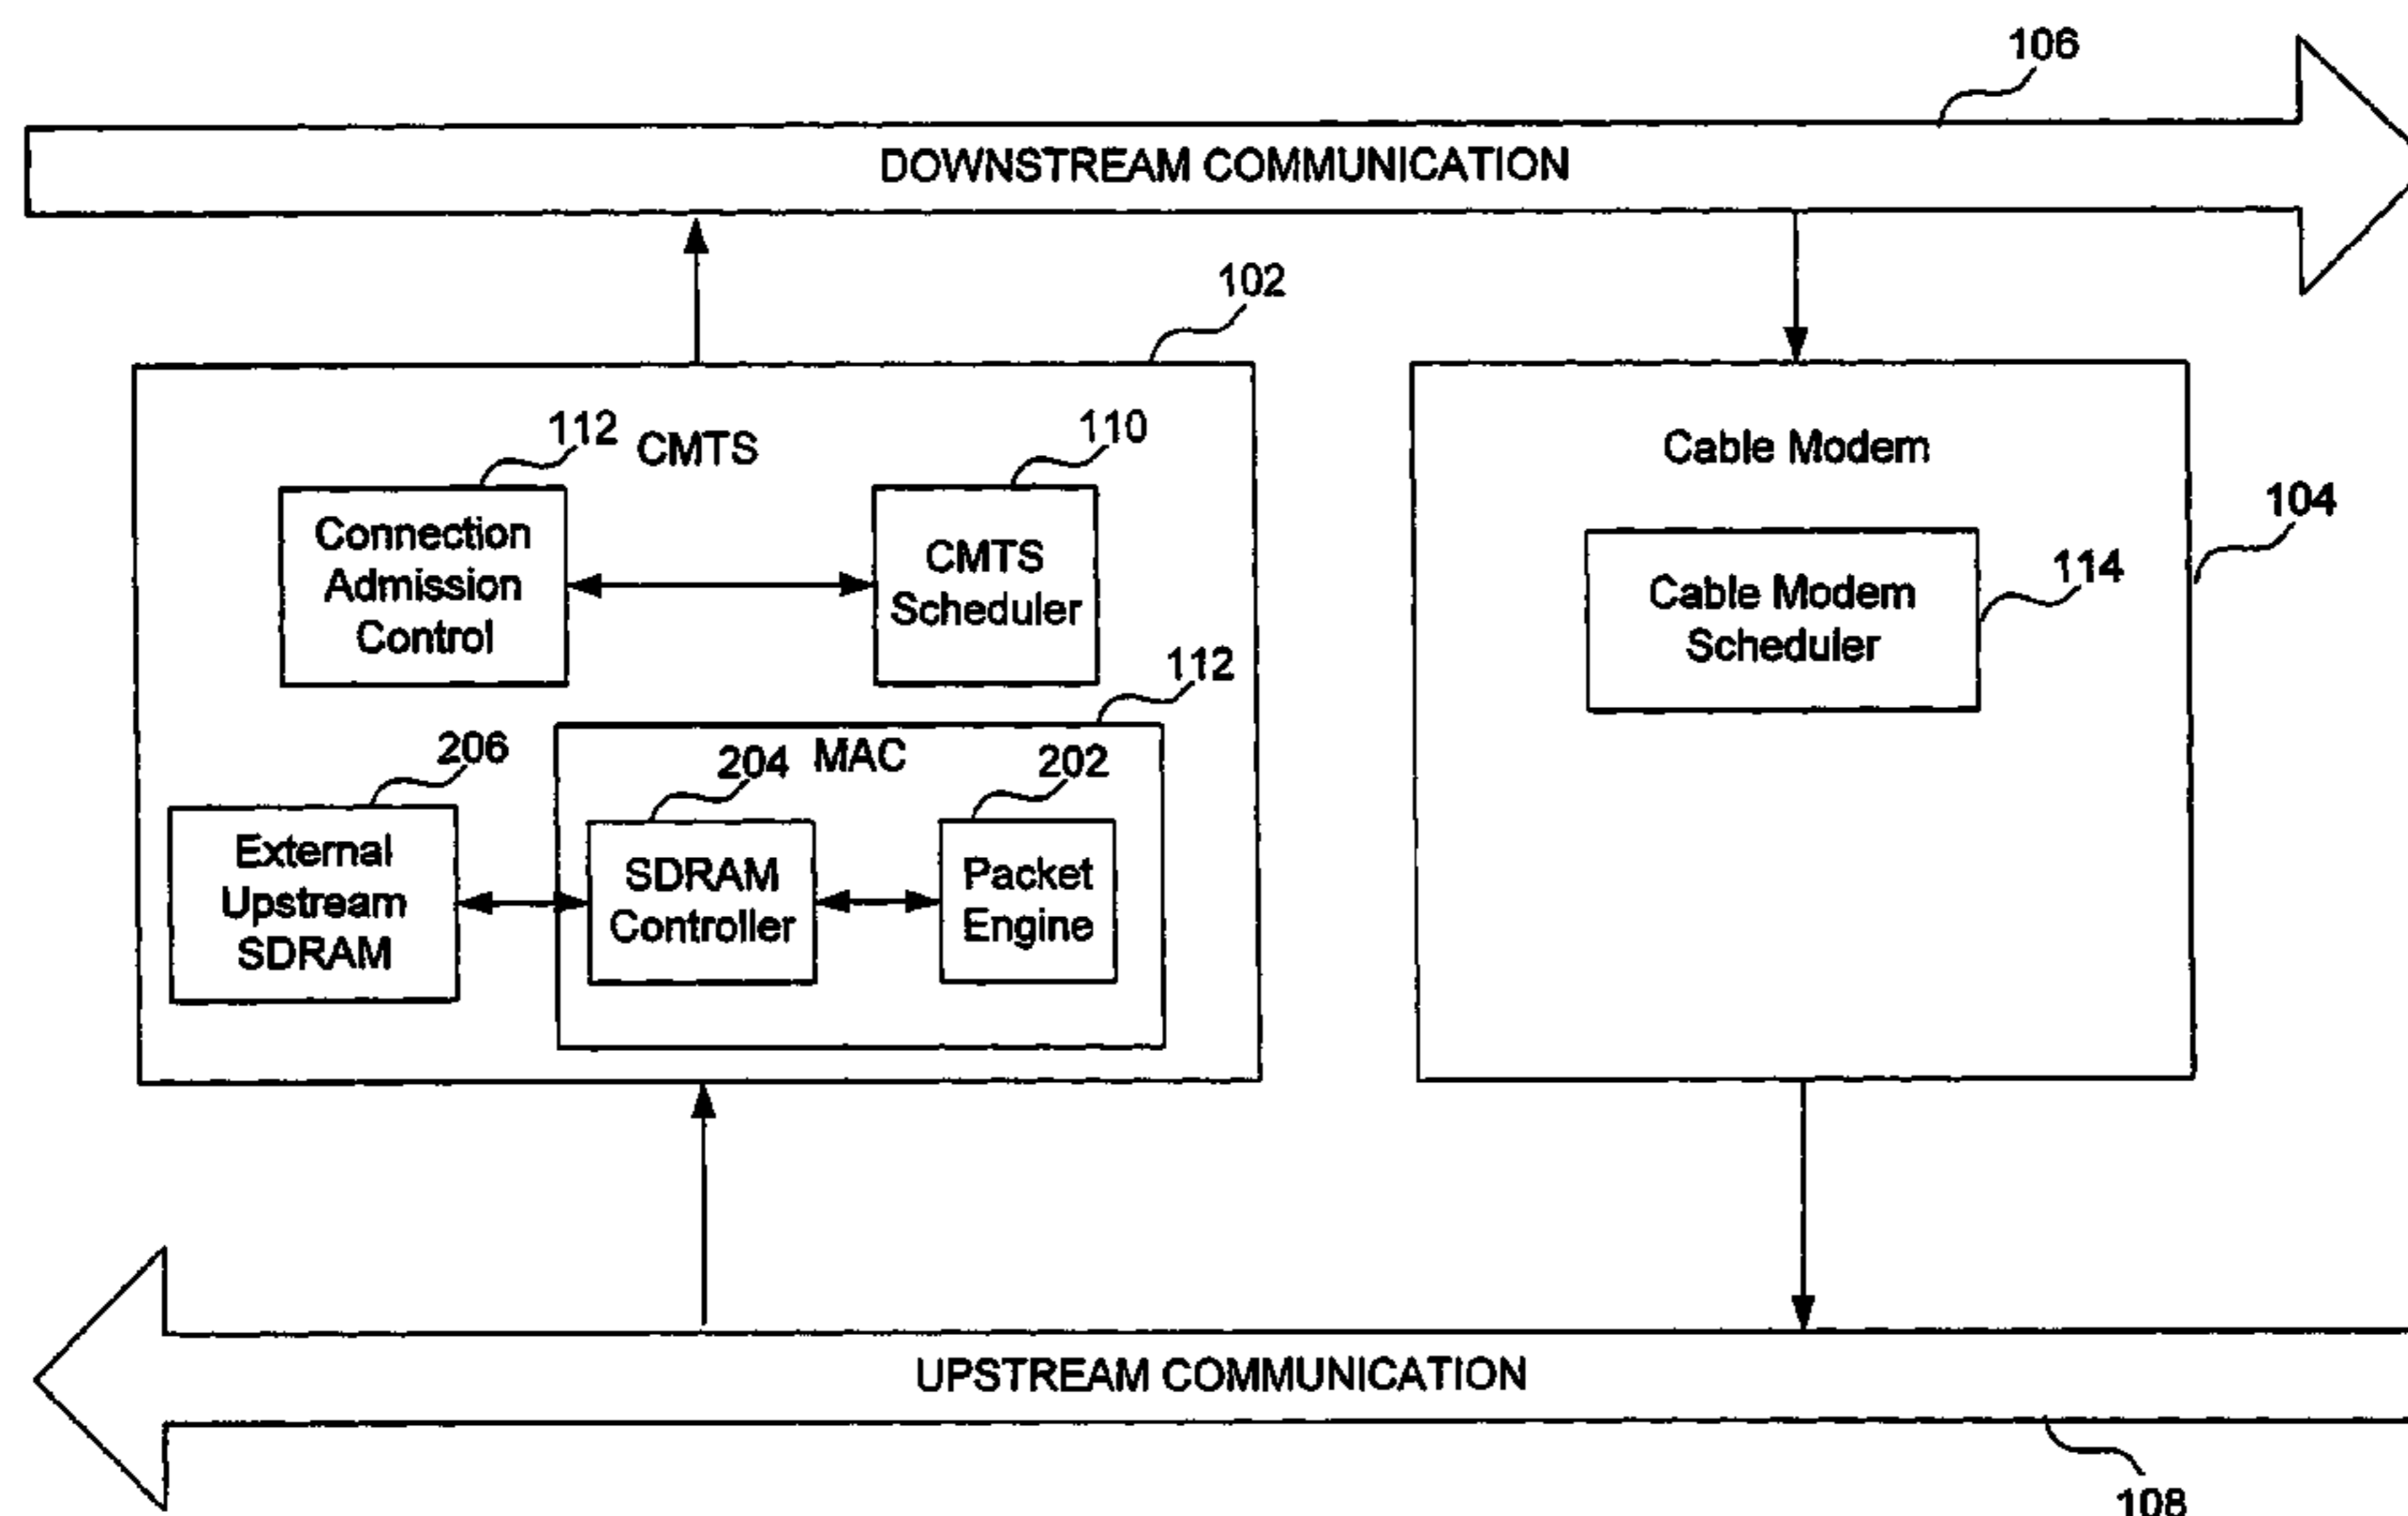 106
DOWNSTREAM COMMUNICATION
102
112
CMTS
110
Cable Modem
104
Connection
Admission
Control
CMTS
Scheduler
Cable Modem
Scheduler
114
112
206
204
MAC
202
External
Upstream
SDRAM
SDRAM
Controller
Packet
Engine
UPSTREAM COMMUNICATION
108